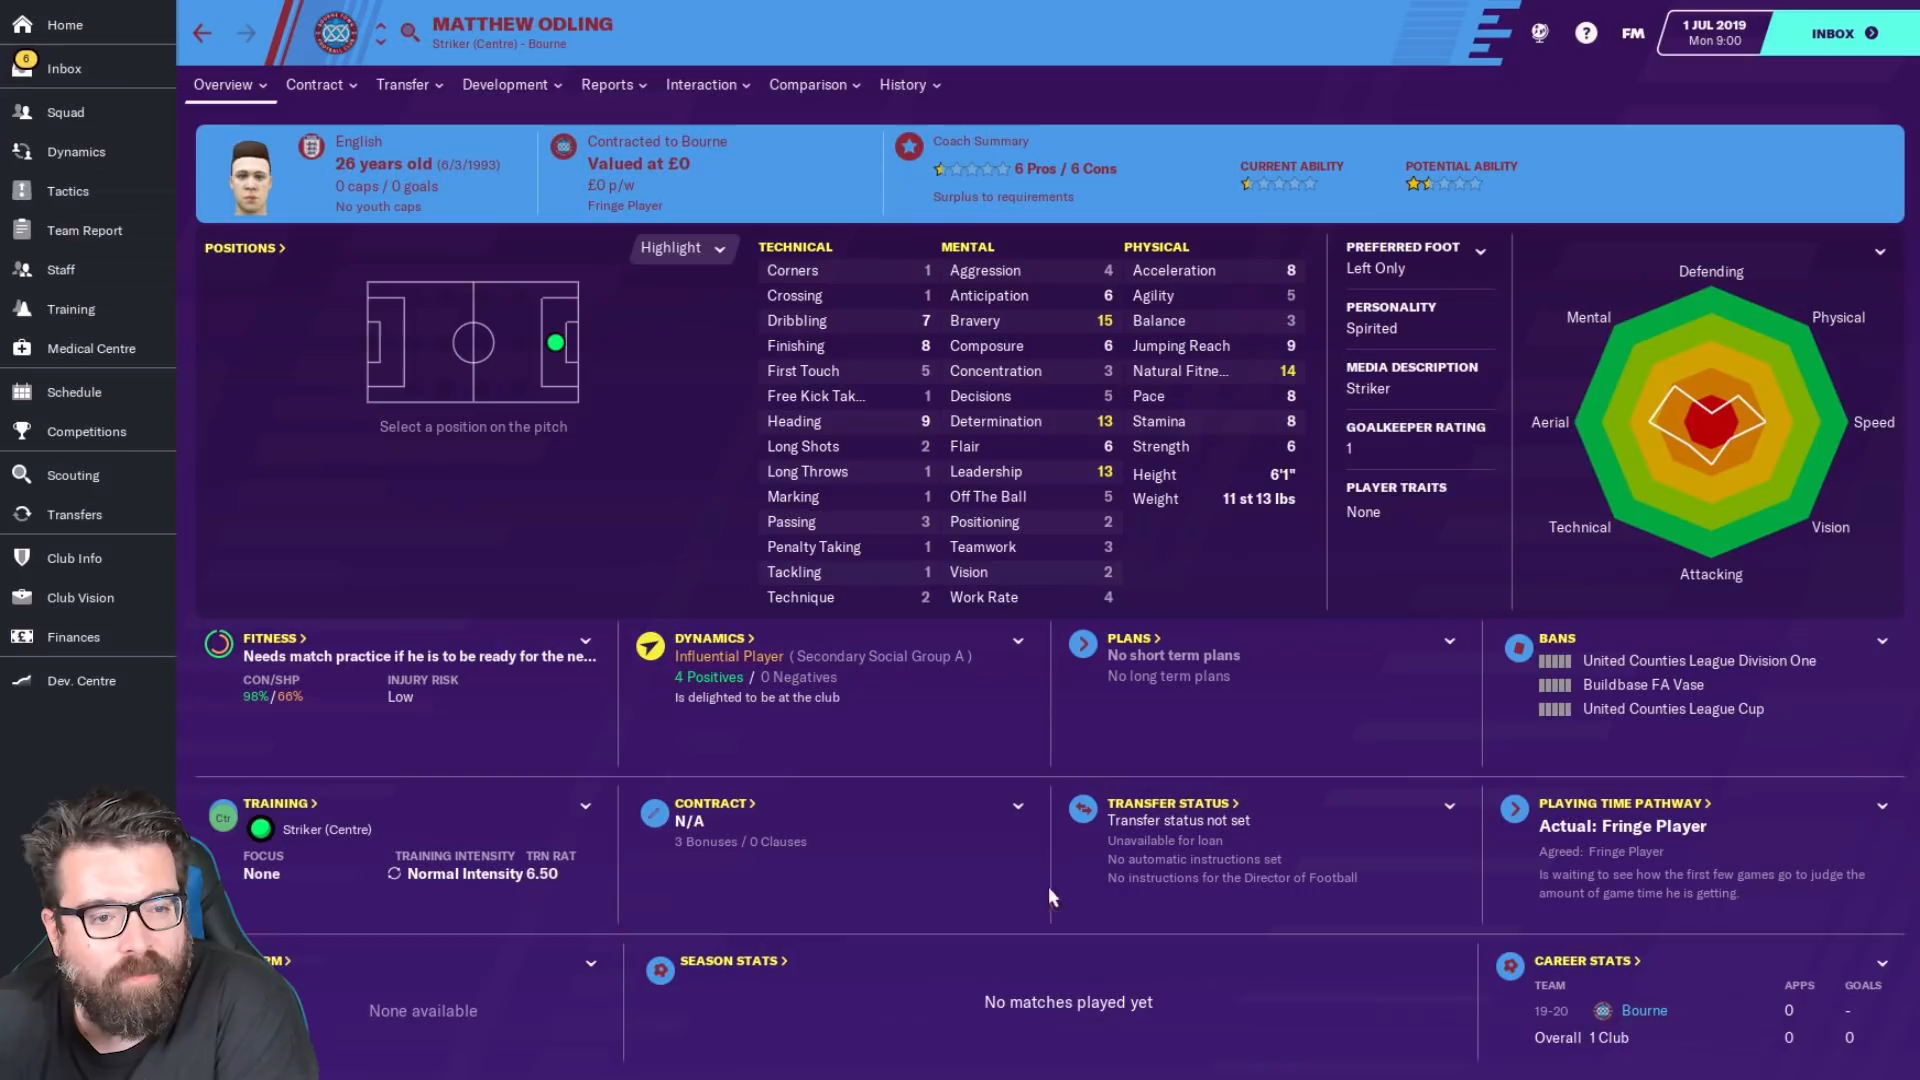 Home
6
Inbox
Squad
Dynamics
Tactics
Team Report
Staff
Training
Medical Centre
Schedule
Competitions
Scouting
Transfers
Club Info
Club Vision
Finances
Dev. Centre
MATTHEW ODLING
Striker (Centre) - Bourne
FM
1 JUL 2019
Mon 9:00
INBOX
Overview
Contract
Transfer
Development
Reports
Interaction
Comparison
History
English
26 years old (6/3/1993)
0 caps / 0 goals
No youth caps
Contracted to Bourne
Valued at £0
£0 p/w
Fringe Player
Coach Summary
6 Pros / 6 Cons
Surplus to requirements
CURRENT ABILITY
POTENTIAL ABILITY
POSITIONS >
Highlight
Select a position on the pitch
TECHNICAL
Corners 1
Crossing 1
Dribbling 7
Finishing 8
First Touch 5
Free Kick Tak... 1
Heading 9
Long Shots 2
Long Throws 1
Marking 1
Passing 3
Penalty Taking 1
Tackling 1
Technique 2
MENTAL
Aggression 4
Anticipation 6
Bravery 15
Composure 6
Concentration 3
Decisions 5
Determination 13
Flair 6
Leadership 13
Off The Ball 5
Positioning 2
Teamwork 3
Vision 2
Work Rate 4
PHYSICAL
Acceleration 8
Agility 5
Balance 3
Jumping Reach 9
Natural Fitne... 14
Pace 8
Stamina 8
Strength 6
Height 6'1"
Weight 11 st 13 lbs
PREFERRED FOOT
Left Only
PERSONALITY
Spirited
MEDIA DESCRIPTION
Striker
GOALKEEPER RATING
1
PLAYER TRAITS
None
Defending
Mental
Physical
Aerial
Speed
Technical
Vision
Attacking
FITNESS >
Needs match practice if he is to be ready for the ne...
CON/SHP
98%/66%
INJURY RISK
Low
DYNAMICS >
Influential Player ( Secondary Social Group A )
4 Positives / 0 Negatives
Is delighted to be at the club
PLANS >
No short term plans
No long term plans
BANS
United Counties League Division One
Buildbase FA Vase
United Counties League Cup
Ctr
TRAINING >
Striker (Centre)
FOCUS
None
TRAINING INTENSITY
Normal Intensity
TRN RAT
6.50
CONTRACT >
N/A
3 Bonuses / 0 Clauses
TRANSFER STATUS >
Transfer status not set
Unavailable for loan
No automatic instructions set
No instructions for the Director of Football
PLAYING TIME PATHWAY >
Actual: Fringe Player
Agreed: Fringe Player
Is waiting to see how the first few games go to judge the
amount of game time he is getting.
RM >
None available
SEASON STATS >
No matches played yet
CAREER STATS >
TEAM APPS GOALS
19-20 Bourne 0 -
Overall 1 Club 0 0